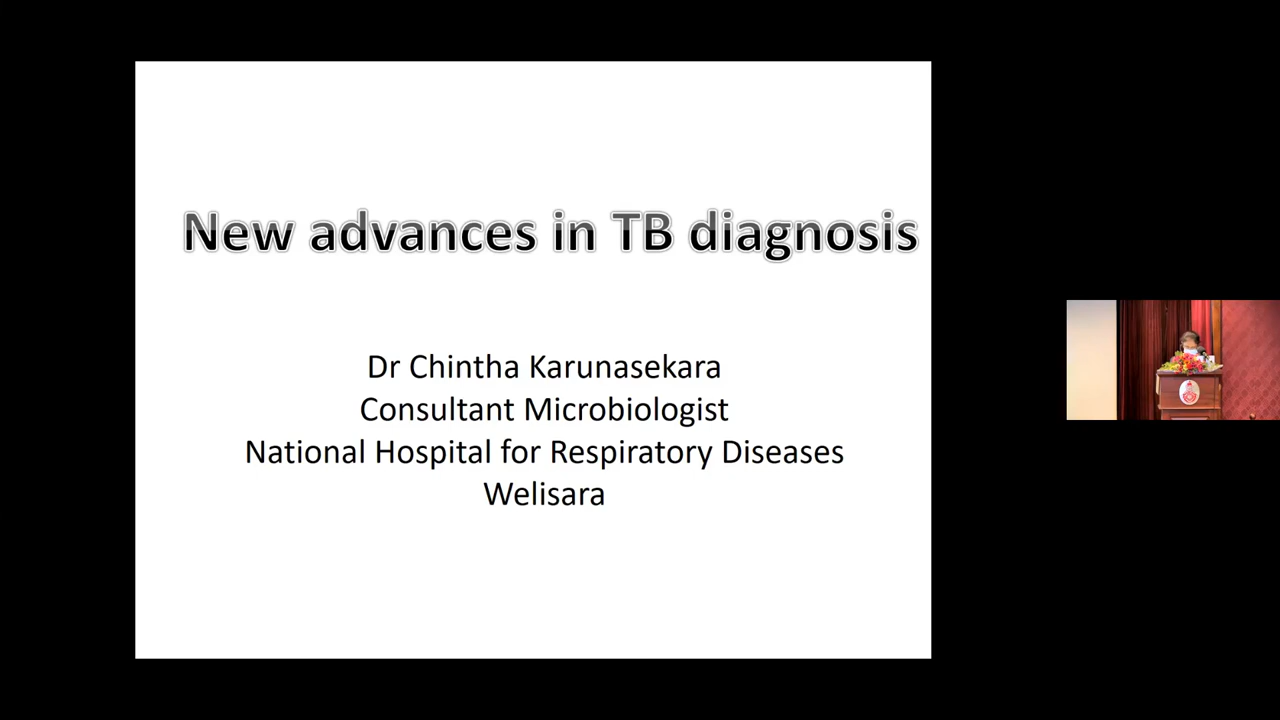 New advances in TB diagnosis
Dr Chintha Karunasekara
Consultant Microbiologist
National Hospital for Respiratory Diseases
Welisara